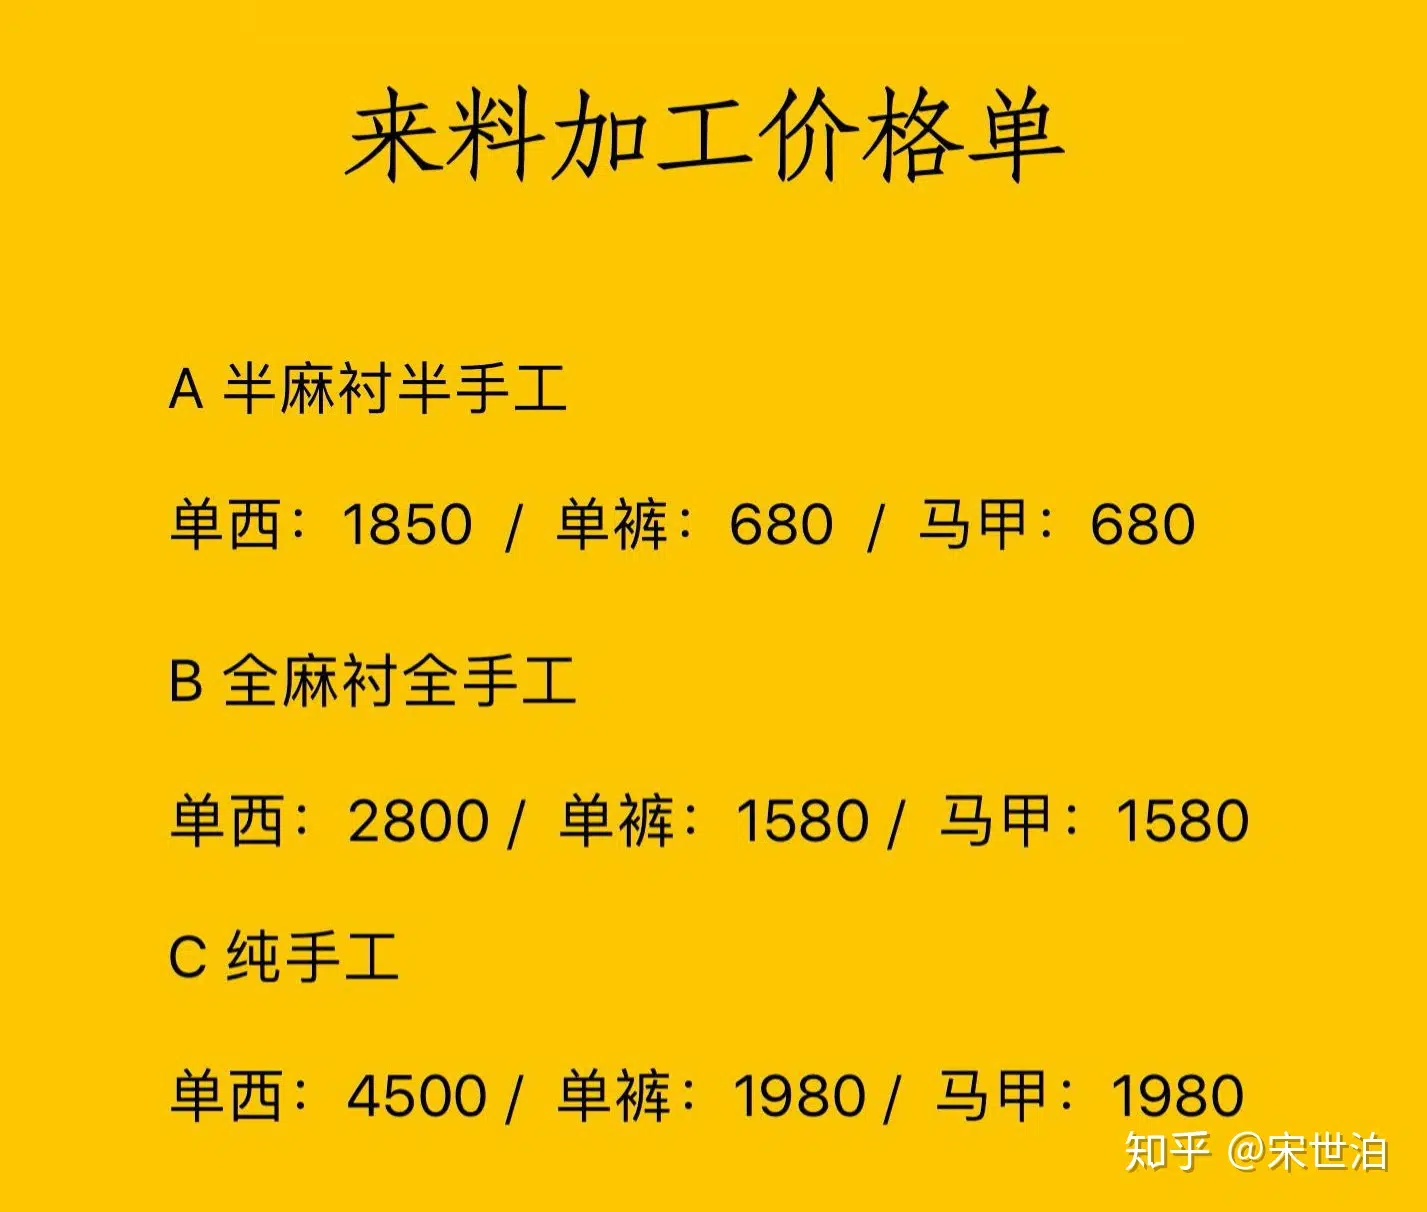 来料加工价格单
A 半麻衬半手工
单西：1850 / 单裤：680 / 马甲：680
B 全麻衬全手工
单西：2800 / 单裤：1580 / 马甲：1580
C 纯手工
单西：4500 / 单裤：1980 / 马甲：1980
知乎 @宋世泊